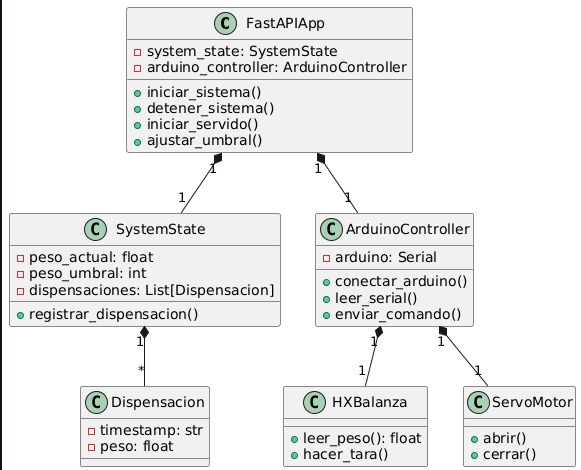 C FastAPIApp
system_state: SystemState
arduino_controller: ArduinoController
iniciar_sistema()
detener_sistema()
iniciar_servido()
ajustar_umbral()
1 1
1 1
C SystemState
peso_actual: float
peso_umbral: int
dispensaciones: List[Dispensacion]
registrar_dispensacion()
C ArduinoController
arduino: Serial
conectar_arduino()
leer_serial()
enviar_comando()
1 1 1
* 1 1
C Dispensacion
timestamp: str
peso: float
C HXBalanza
leer_peso(): float
hacer_tara()
C ServoMotor
abrir()
cerrar()